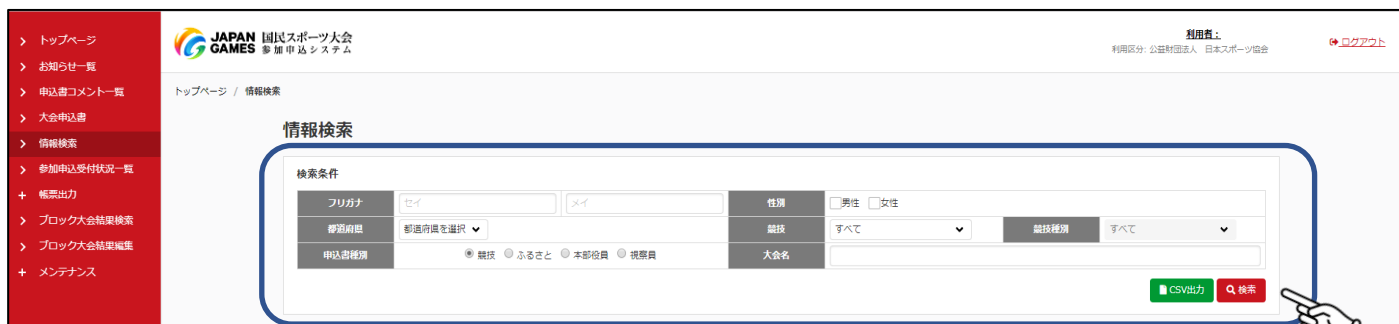 トップページ
お知らせ一覧
申込書コメント一覧
大会申込書
情報検索
参加申込受付状況一覧
帳票出力
ブロック大会結果検索
ブロック大会結果編集
メンテナンス
JAPAN GAMES 国民スポーツ大会 参加申込システム
利用者：
利用区分: 公益財団法人 日本スポーツ協会
ログアウト
トップページ / 情報検索
情報検索
検索条件
フリガナ セイ メイ 性別 男性 女性
都道府県 都道府県を選択 競技 すべて 競技種別 すべて
申込書種別 競技 ふるさと 本部役員 視察員 大会名
CSV出力 検索